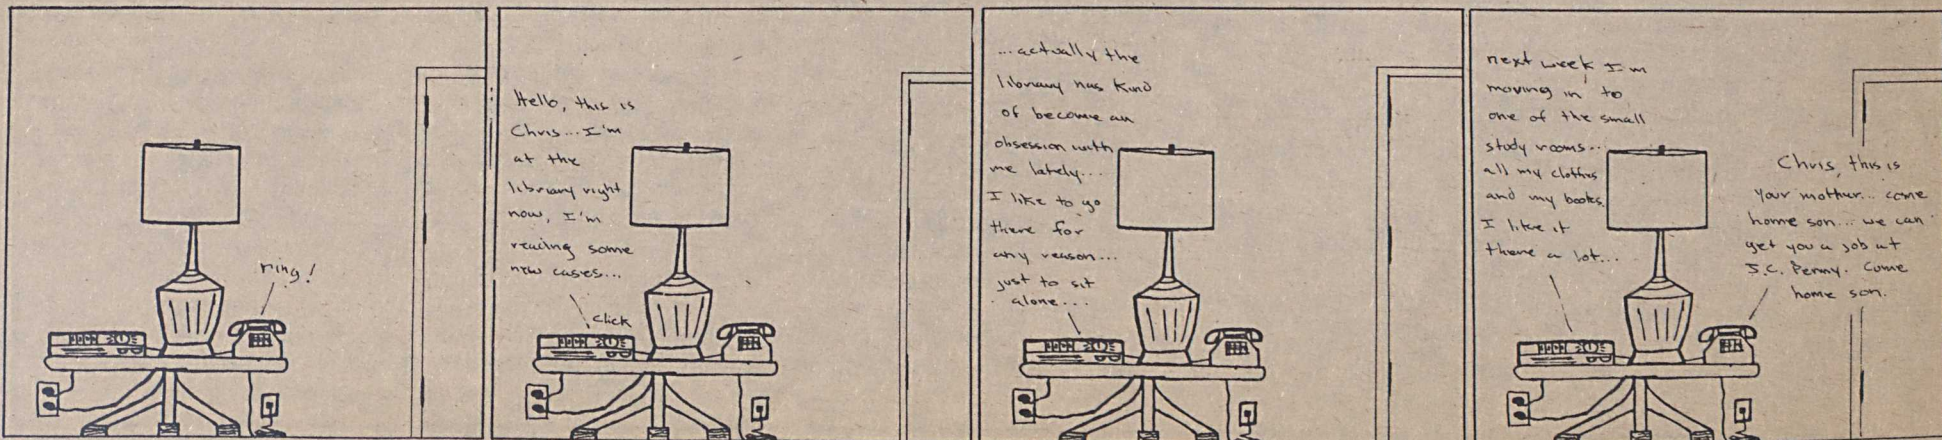 ring!
Hello, this is
Chris... I'm
at the
library right
now, I'm
reading some
new cases...
click
...actually the
library has kind
of become an
obsession with
me lately...
I like to go
there for
any reason...
just to sit
alone...
next week I'm
moving in to
one of the small
study rooms...
all my clothes
and my books.
I like it
there a lot...
Chris, this is
your mother... come
home son... we can
get you a job at
J.C. Penny. Come
home son.